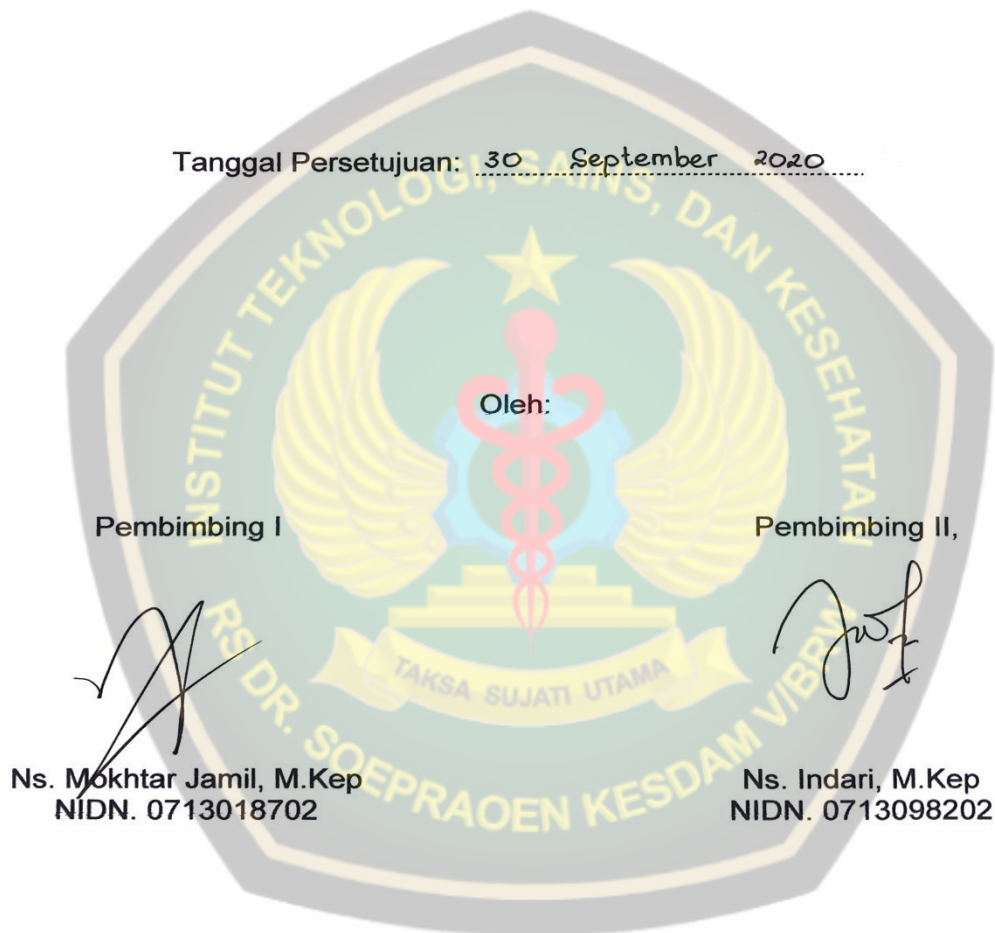 Tanggal Persetujuan: 30 September 2020
INSTITUT TEKNOLOGI, SAINS, DAN KESEHATAN
Oleh:
Pembimbing I
Pembimbing II,
TAKSA SUJATI UTAMA
RS DR. SOEPRAOEN KESDAM V/BRW
Ns. Mokhtar Jamil, M.Kep
Ns. Indari, M.Kep
NIDN. 0713018702
NIDN. 0713098202